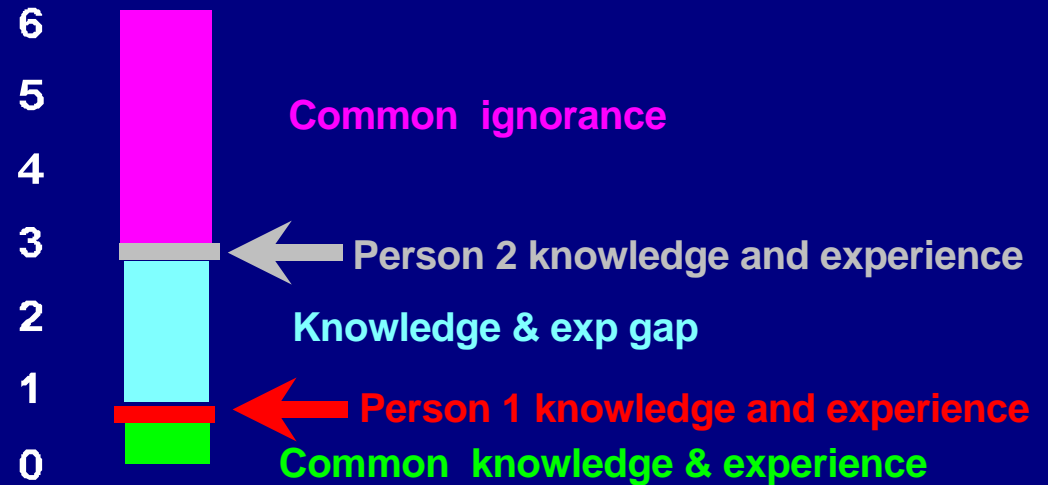 6
5
Common ignorance
4
3
Person 2 knowledge and experience
2
Knowledge & exp gap
1
Person 1 knowledge and experience
0
Common knowledge & experience